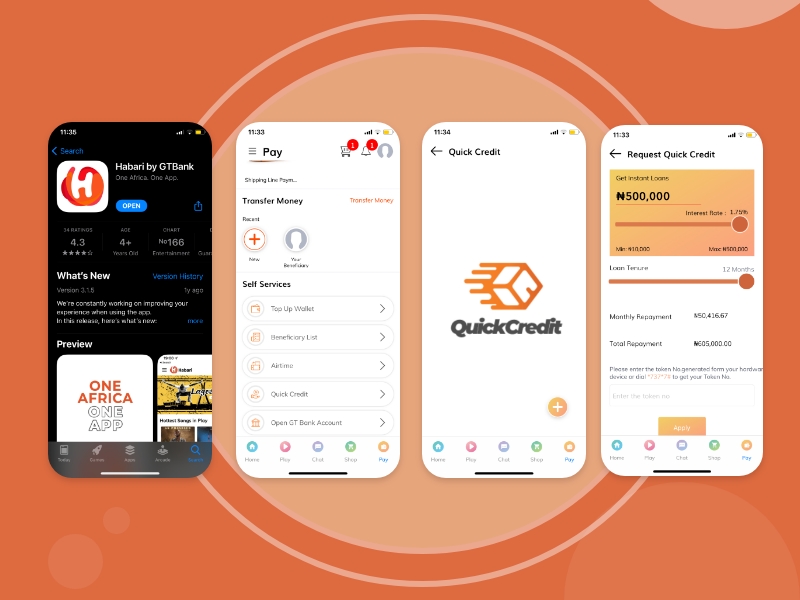 11:35
Search
Habari by GTBank
One Africa. One App.
OPEN
34 RATINGS
AGE
CHART
4.3
4+
No166
Years Old
Entertainment
What's New
Version History
Version 3.1.5
1y ago
We're constantly working on improving your
experience when using the app.
In this release, here's what's new:
more
Preview
ONE
AFRICA
ONE
APP
Habari
Hottest Songs in Play
Today
Games
Apps
Arcade
Search
11:33
Pay
1
1
Shipping Line Paym...
Transfer Money
Transfer Money
Recent
New
Your
Beneficiary
Self Services
Top Up Wallet
Beneficiary List
Airtime
Quick Credit
Open GT Bank Account
Home
Play
Chat
Shop
Pay
11:34
Quick Credit
QuickCredit
Home
Play
Chat
Shop
Pay
11:33
Request Quick Credit
Get Instant Loans
₦500,000
Interest Rate : 1.75%
Min: ₦10,000
Max: ₦500,000
Loan Tenure
12 Months
Monthly Repayment
₦50,416.67
Total Repayment
₦605,000.00
Please enter the token No.generated form your hardwar
device or dial *737*7# to get your Token No.
Enter the token no
Apply
Home
Play
Chat
Shop
Pay